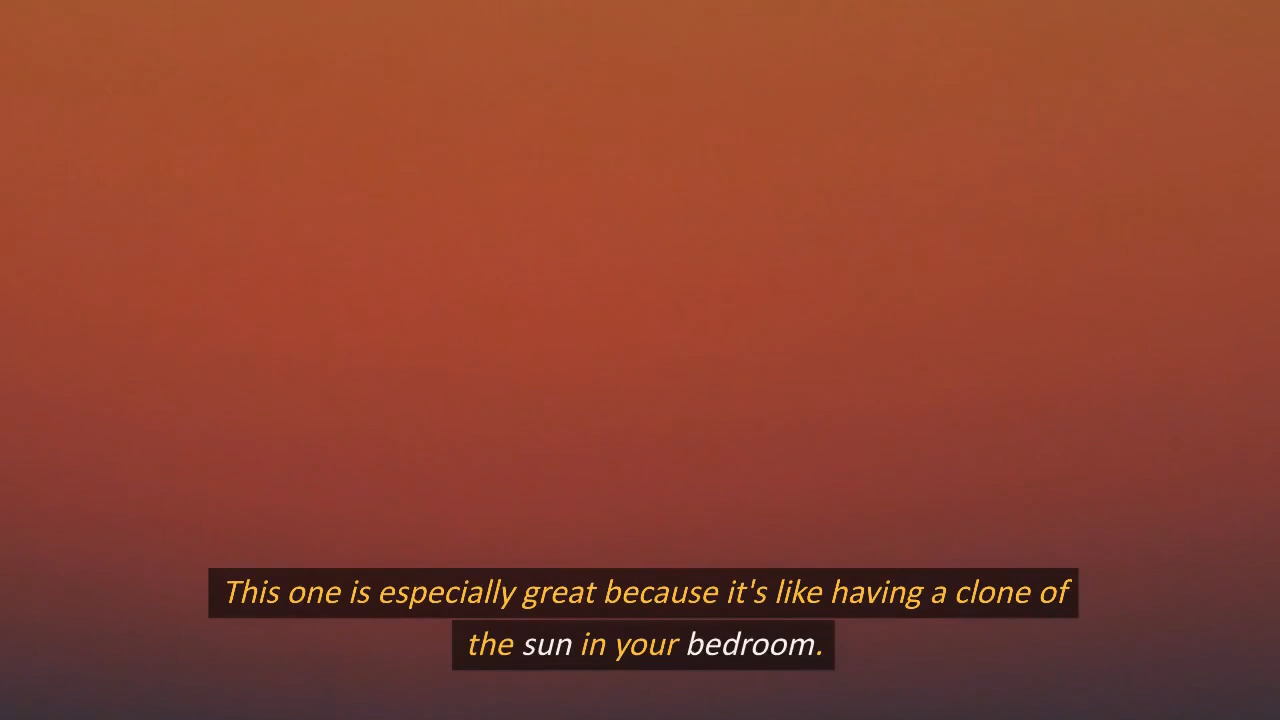 This one is especially great because it's like having a clone of
the sun in your bedroom.